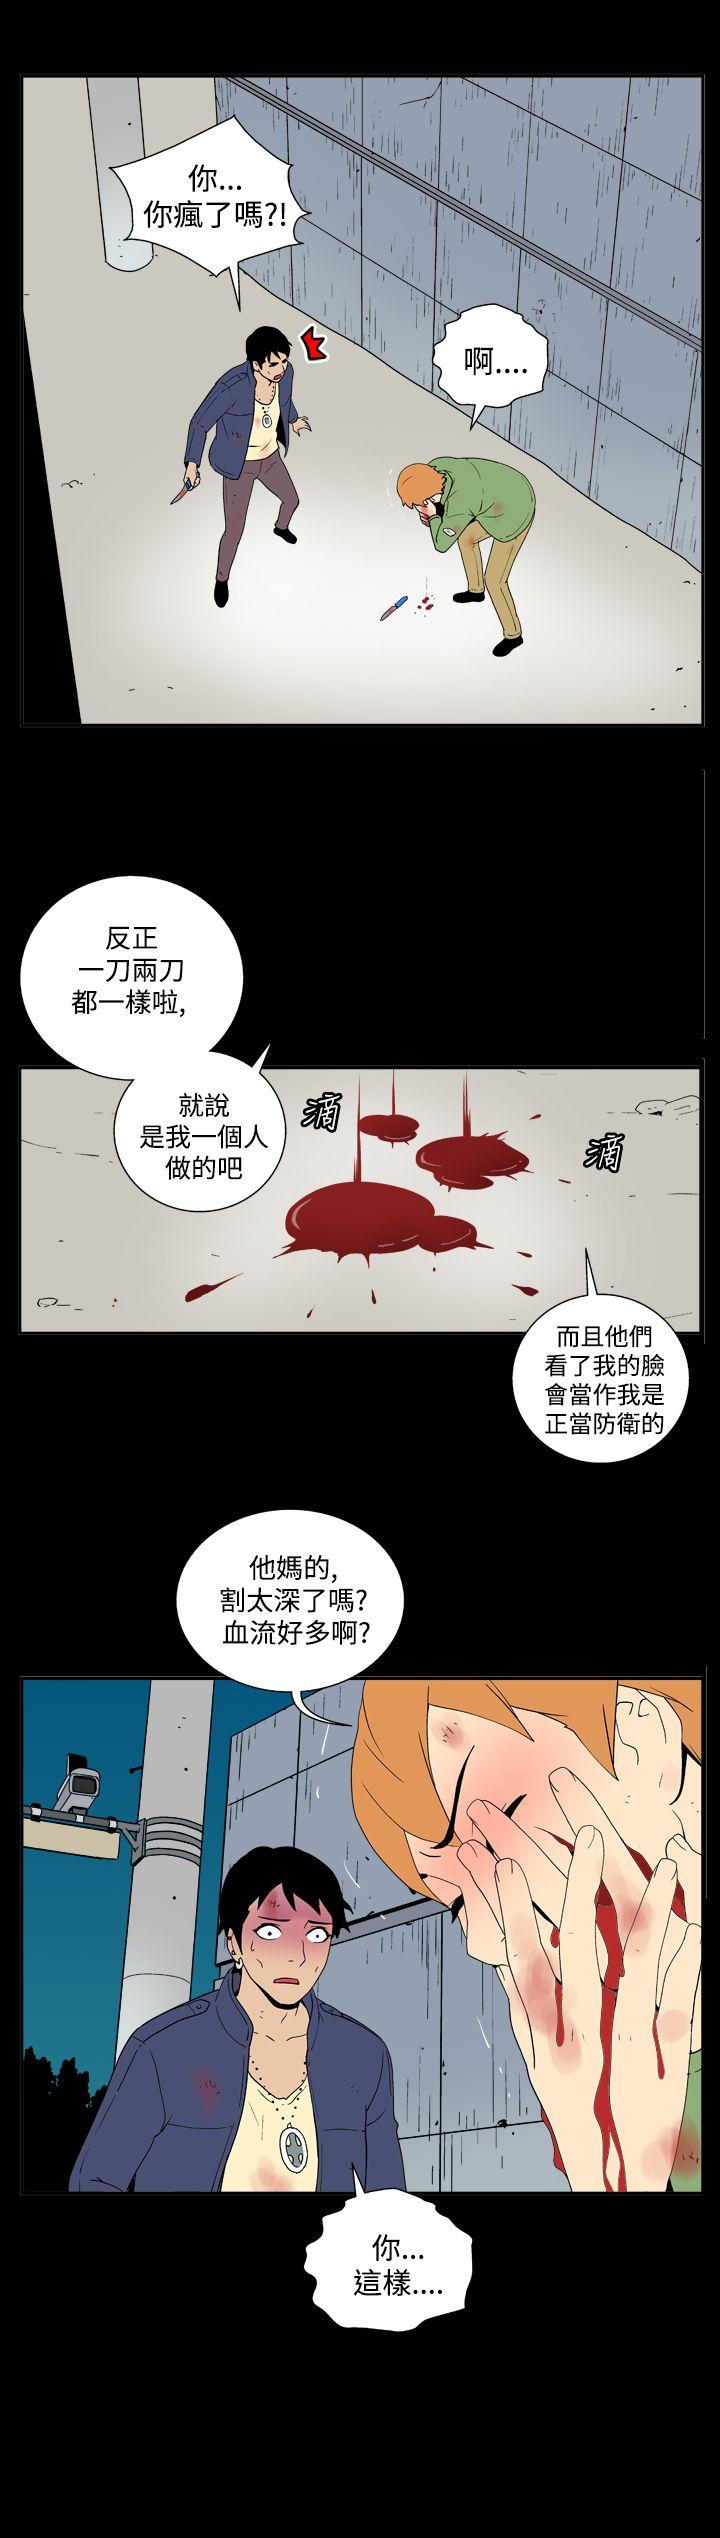 你...
你瘋了嗎?!
啊....
反正
一刀兩刀
都一樣啦,
就說
是我一個人
做的吧
滴
滴
而且他們
看了我的臉
會當作我是
正當防衛的
他媽的,
割太深了嗎?
血流好多啊?
你...
這樣....